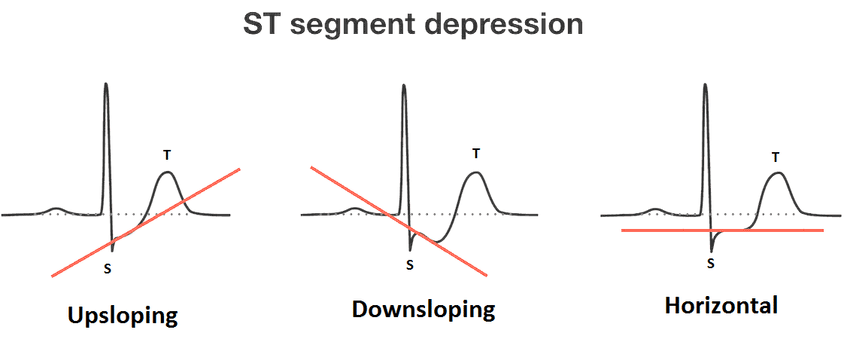 ST segment depression
T
S
Upsloping
T
S
Downsloping
T
S
Horizontal